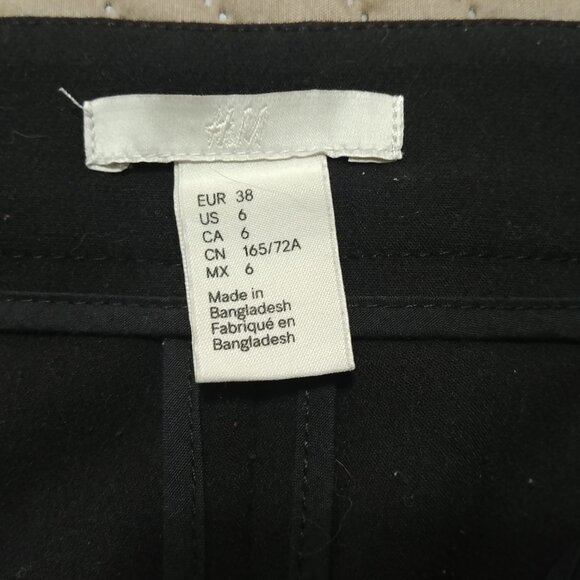 H&M
EUR 38
US 6
CA 6
CN 165/72A
MX 6
Made in
Bangladesh
Fabriqué en
Bangladesh